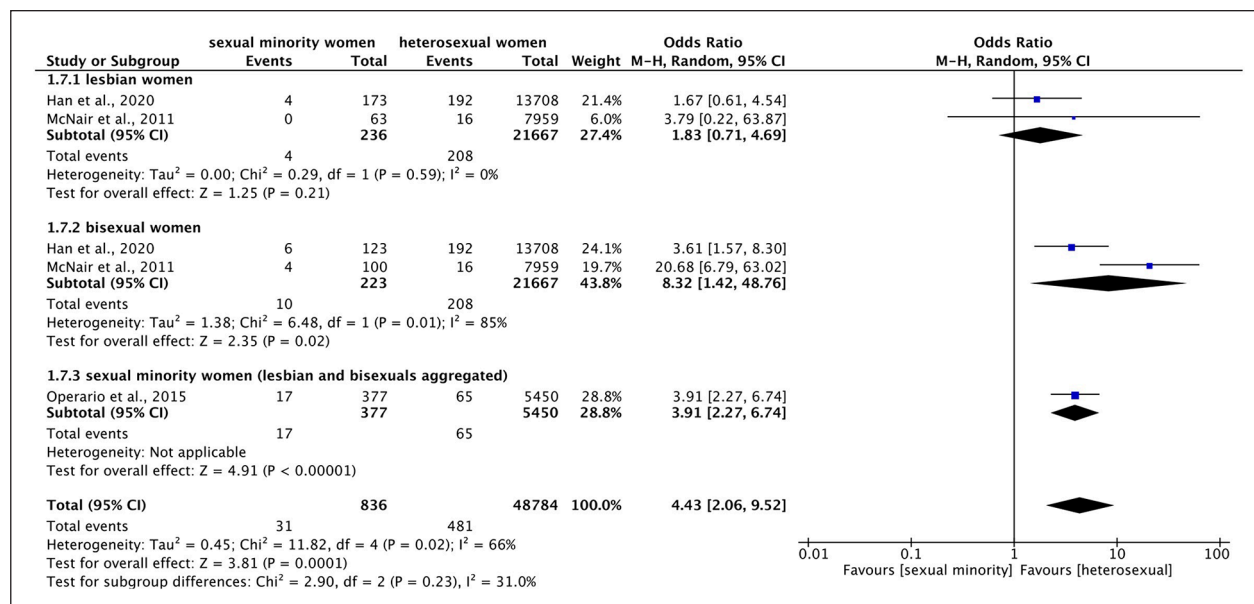 sexual minority women heterosexual women Odds Ratio Odds Ratio
Study or Subgroup Events Total Events Total Weight M-H, Random, 95% CI M-H, Random, 95% CI
1.7.1 lesbian women
Han et al., 2020 4 173 192 13708 21.4% 1.67 [0.61, 4.54]
McNair et al., 2011 0 63 16 7959 6.0% 3.79 [0.22, 63.87]
Subtotal (95% CI) 236 21667 27.4% 1.83 [0.71, 4.69]
Total events 4 208
Heterogeneity: Tau² = 0.00; Chi² = 0.29, df = 1 (P = 0.59); I² = 0%
Test for overall effect: Z = 1.25 (P = 0.21)
1.7.2 bisexual women
Han et al., 2020 6 123 192 13708 24.1% 3.61 [1.57, 8.30]
McNair et al., 2011 4 100 16 7959 19.7% 20.68 [6.79, 63.02]
Subtotal (95% CI) 223 21667 43.8% 8.32 [1.42, 48.76]
Total events 10 208
Heterogeneity: Tau² = 1.38; Chi² = 6.48, df = 1 (P = 0.01); I² = 85%
Test for overall effect: Z = 2.35 (P = 0.02)
1.7.3 sexual minority women (lesbian and bisexuals aggregated)
Operario et al., 2015 17 377 65 5450 28.8% 3.91 [2.27, 6.74]
Subtotal (95% CI) 377 5450 28.8% 3.91 [2.27, 6.74]
Total events 17 65
Heterogeneity: Not applicable
Test for overall effect: Z = 4.91 (P < 0.00001)
Total (95% CI) 836 48784 100.0% 4.43 [2.06, 9.52]
Total events 31 481
Heterogeneity: Tau² = 0.45; Chi² = 11.82, df = 4 (P = 0.02); I² = 66%
Test for overall effect: Z = 3.81 (P = 0.0001)
Test for subgroup differences: Chi² = 2.90, df = 2 (P = 0.23), I² = 31.0%
0.01 0.1 1 10 100
Favours [sexual minority] Favours [heterosexual]